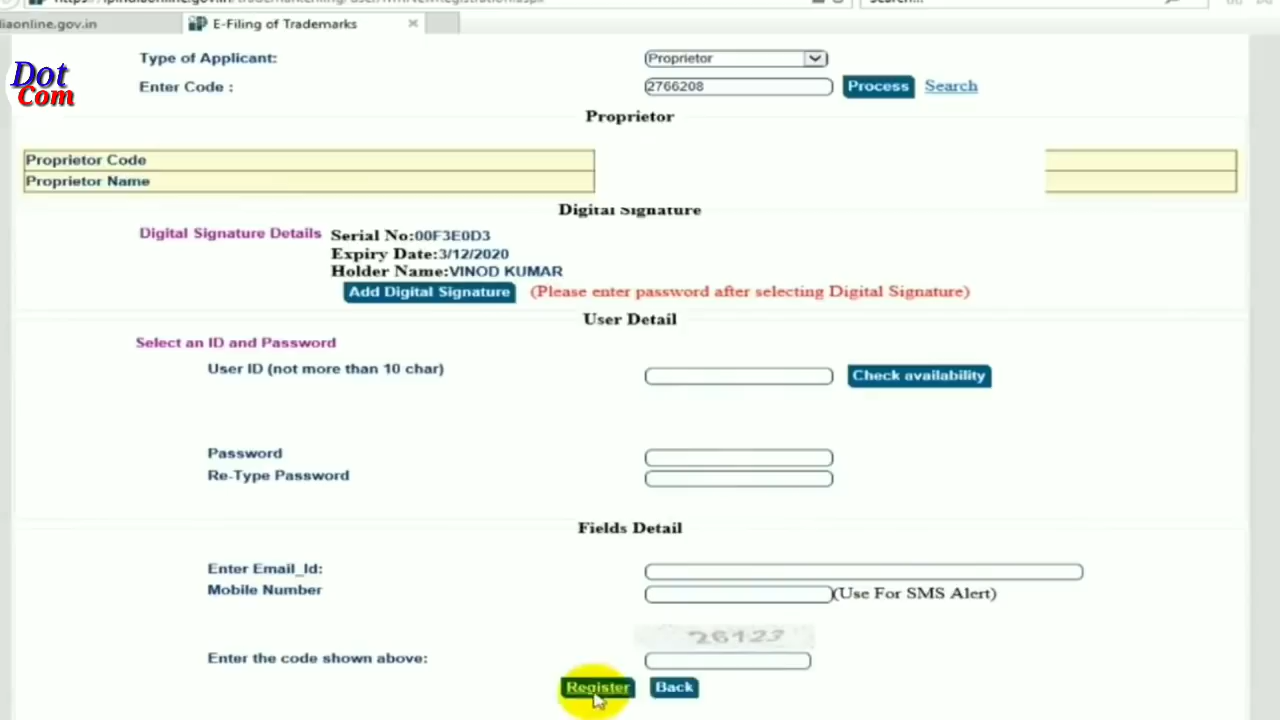 diaonline.gov.in
E-Filing of Trademarks
Dot
Com
Type of Applicant:
Proprietor
Enter Code :
2766208
Process
Search
Proprietor
Proprietor Code
Proprietor Name
Digital Signature
Digital Signature Details
Serial No:00F3E0D3
Expiry Date:3/12/2020
Holder Name:VINOD KUMAR
Add Digital Signature
(Please enter password after selecting Digital Signature)
User Detail
Select an ID and Password
User ID (not more than 10 char)
Check availability
Password
Re-Type Password
Fields Detail
Enter Email_Id:
Mobile Number
(Use For SMS Alert)
26123
Enter the code shown above:
Register
Back